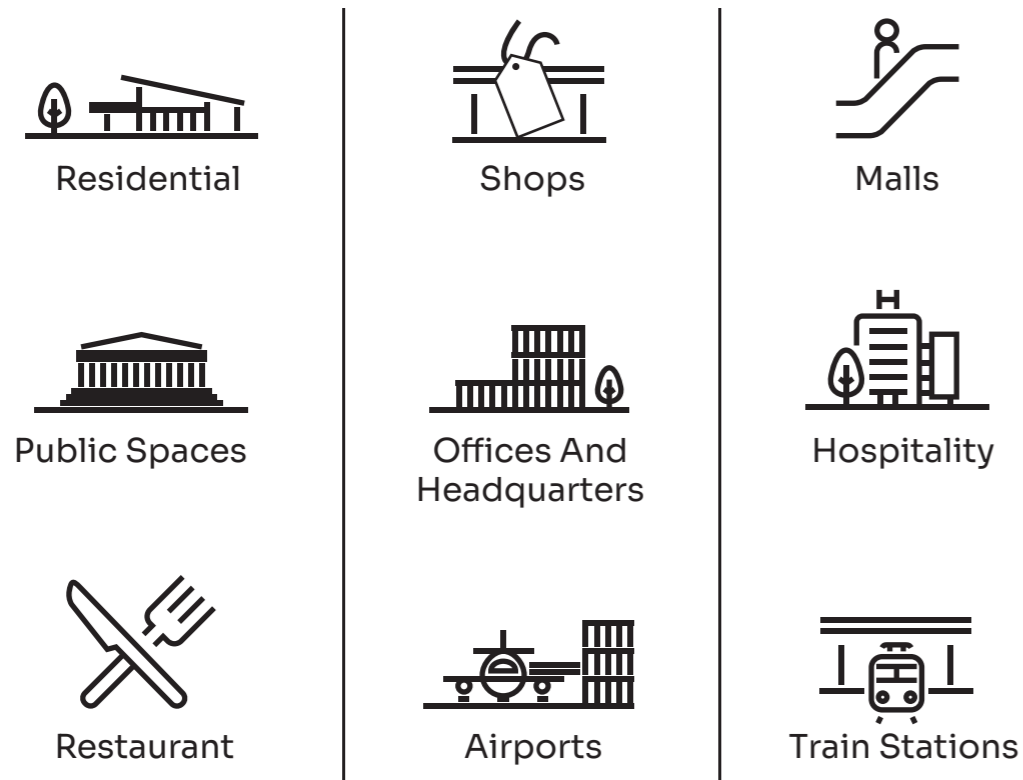 Residential
Shops
Malls
H
Public Spaces
Offices And
Headquarters
Hospitality
Restaurant
Airports
Train Stations